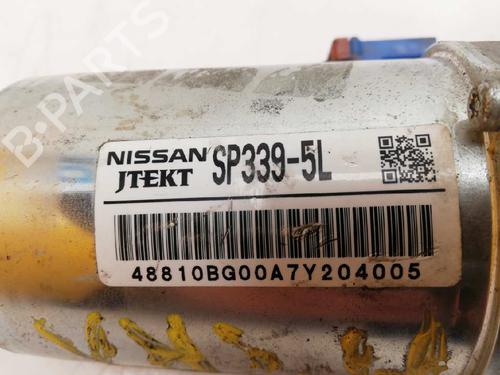 B-PARTS
NISSAN SP339-5L
JTEKT
48810BG00A7Y204005